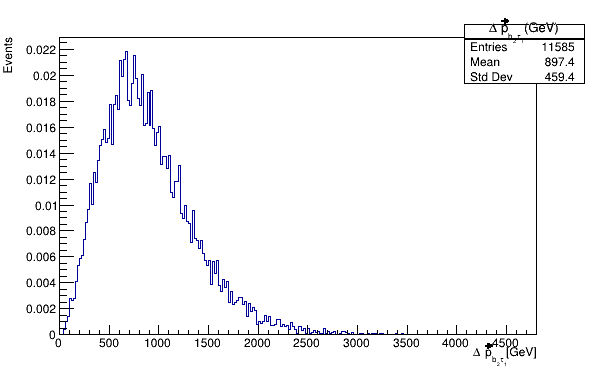 Δ p⃗ b₂τ₁ (GeV)
Entries 11585
Mean 897.4
Std Dev 459.4
Events
0.022
0.02
0.018
0.016
0.014
0.012
0.01
0.008
0.006
0.004
0.002
0
0 500 1000 1500 2000 2500 3000 3500 4000 4500
Δ p⃗ b₂τ₁ [GeV]